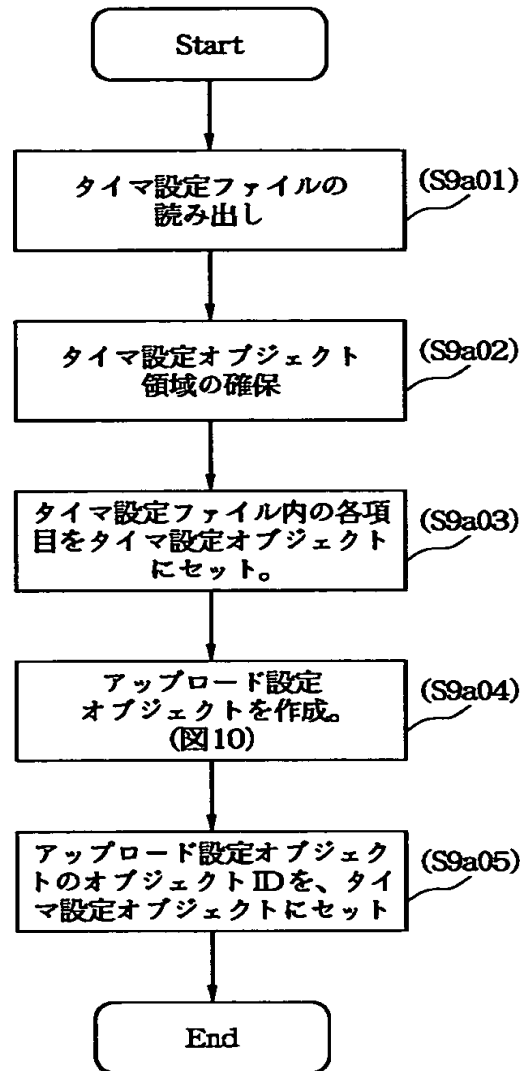 Start
タイマ設定ファイルの
読み出し
(S9a01)
タイマ設定オブジェクト
領域の確保
(S9a02)
タイマ設定ファイル内の各項
目をタイマ設定オブジェクト
にセット。
(S9a03)
アップロード設定
オブジェクトを作成。
(図10)
(S9a04)
アップロード設定オブジェク
トのオブジェクトIDを、タイ
マ設定オブジェクトにセット
(S9a05)
End